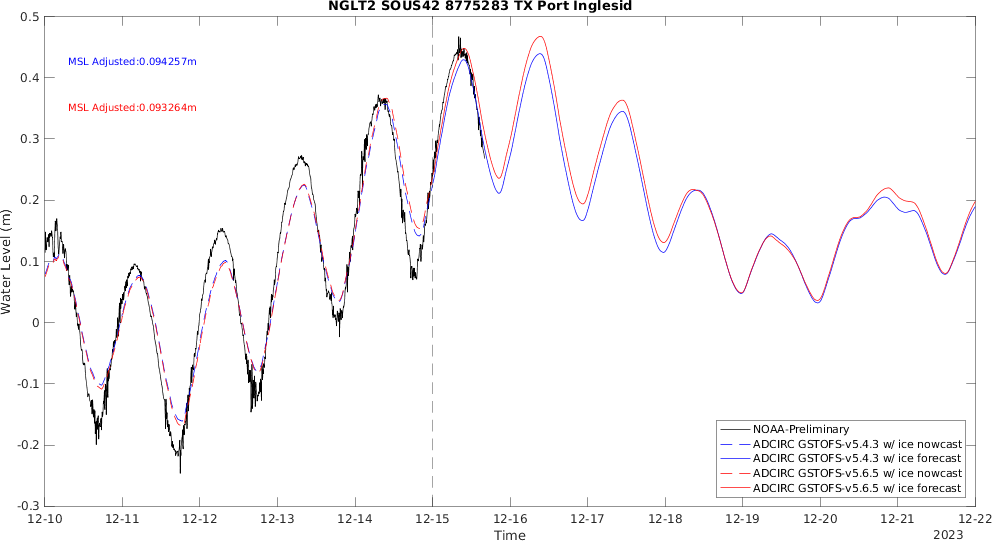 NGLT2 SOUS42 8775283 TX Port Inglesid
0.5
0.4
0.3
0.2
0.1
0
-0.1
-0.2
-0.3
Water Level (m)
MSL Adjusted:0.094257m
MSL Adjusted:0.093264m
NOAA-Preliminary
ADCIRC GSTOFS-v5.4.3 w/ ice nowcast
ADCIRC GSTOFS-v5.4.3 w/ ice forecast
ADCIRC GSTOFS-v5.6.5 w/ ice nowcast
ADCIRC GSTOFS-v5.6.5 w/ ice forecast
12-10 12-11 12-12 12-13 12-14 12-15 12-16 12-17 12-18 12-19 12-20 12-21 12-22
Time
2023